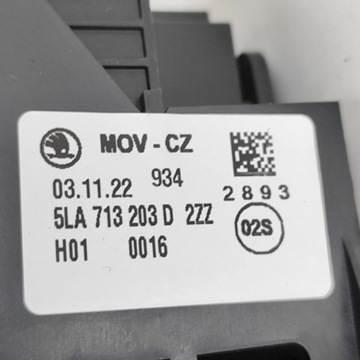 MOV - CZ
03.11.22 934
2893
5LA 713 203 D 2ZZ
02S
H01 0016